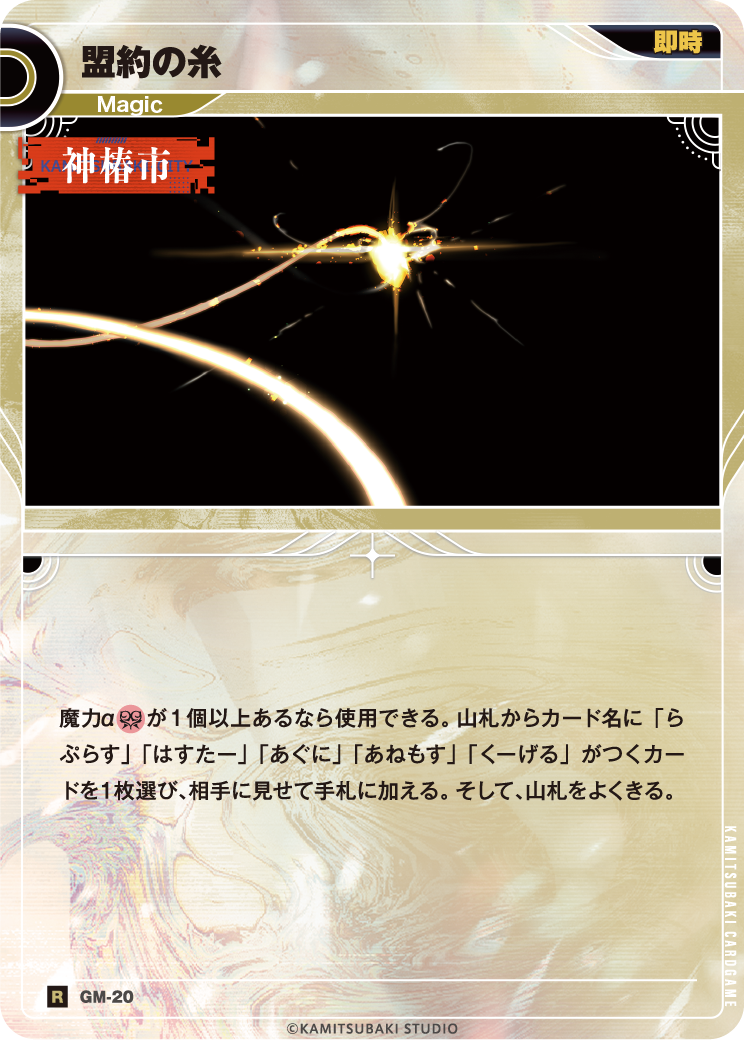 盟約の糸
即時
Magic
神椿市
魔力αが1個以上あるなら使用できる。山札からカード名に「ら
ぷらす」「はすたー」「あぐに」「あねもす」「くーげる」がつくカー
ドを1枚選び、相手に見せて手札に加える。そして、山札をよくきる。
KAMITSUBAKI CARDGAME
R GM-20
©KAMITSUBAKI STUDIO